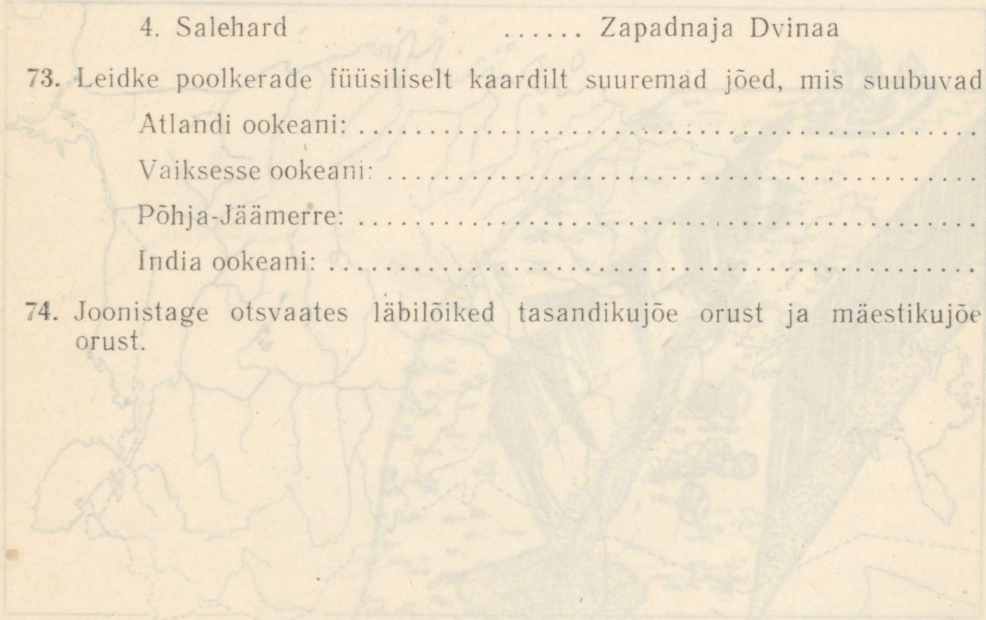 4. Salehard ...... Zapadnaja Dvinaa
73. Leidke poolkerade füüsiliselt kaardilt suuremad jõed, mis suubuvad
Atlandi ookeani: ............................................
Vaiksesse ookeani: ..........................................
Põhja-Jäämerre: ............................................
India ookeani: ..............................................
74. Joonistage otsvaates läbilõiked tasandikujõe orust ja mäestikujõe
orust.